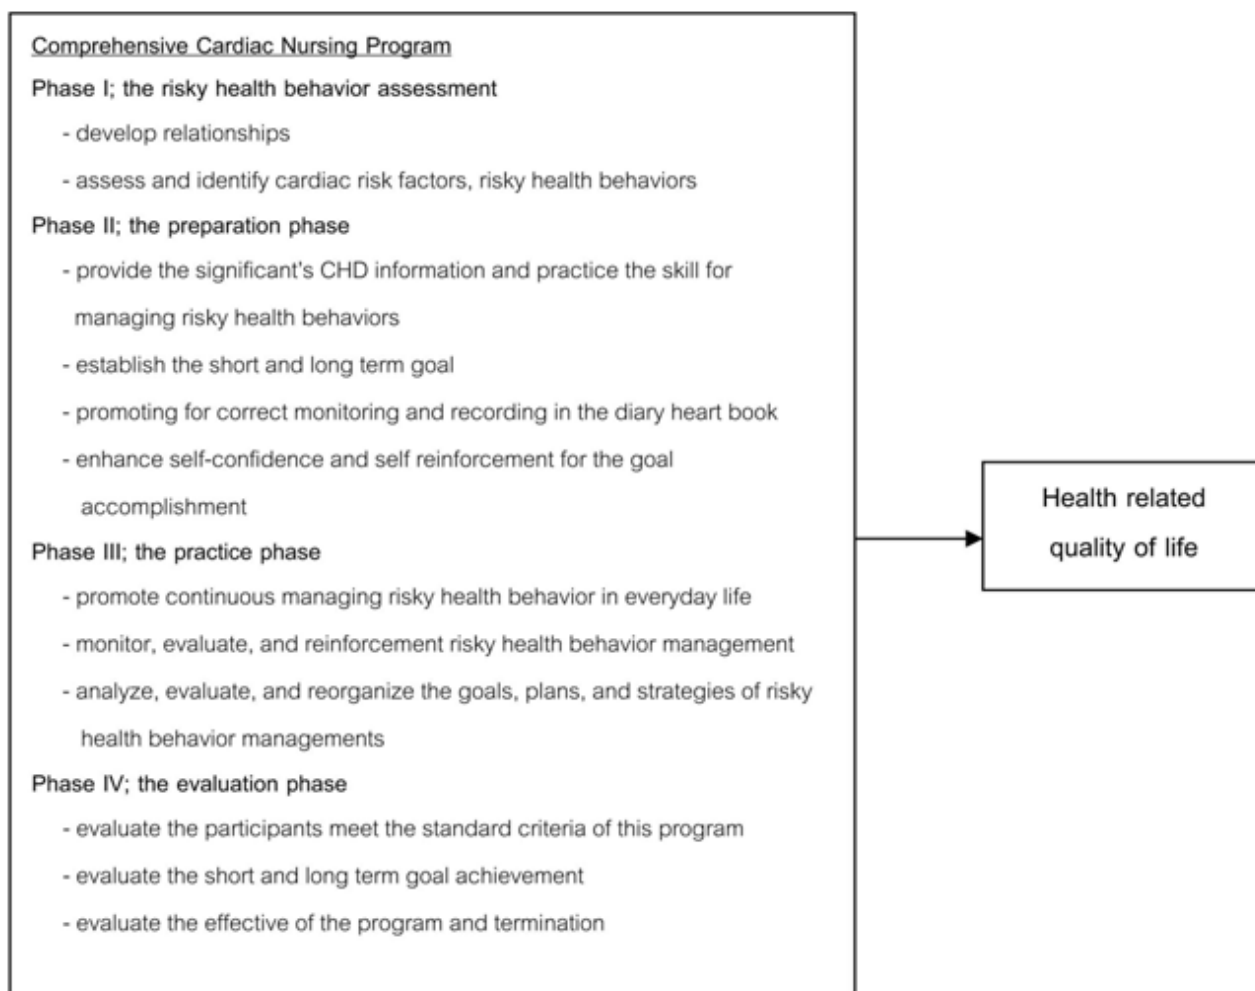 Comprehensive Cardiac Nursing Program
Phase I; the risky health behavior assessment
- develop relationships
- assess and identify cardiac risk factors, risky health behaviors
Phase II; the preparation phase
- provide the significant's CHD information and practice the skill for
managing risky health behaviors
- establish the short and long term goal
- promoting for correct monitoring and recording in the diary heart book
- enhance self-confidence and self reinforcement for the goal
accomplishment
Phase III; the practice phase
- promote continuous managing risky health behavior in everyday life
- monitor, evaluate, and reinforcement risky health behavior management
- analyze, evaluate, and reorganize the goals, plans, and strategies of risky
health behavior managements
Phase IV; the evaluation phase
- evaluate the participants meet the standard criteria of this program
- evaluate the short and long term goal achievement
- evaluate the effective of the program and termination
Health related
quality of life